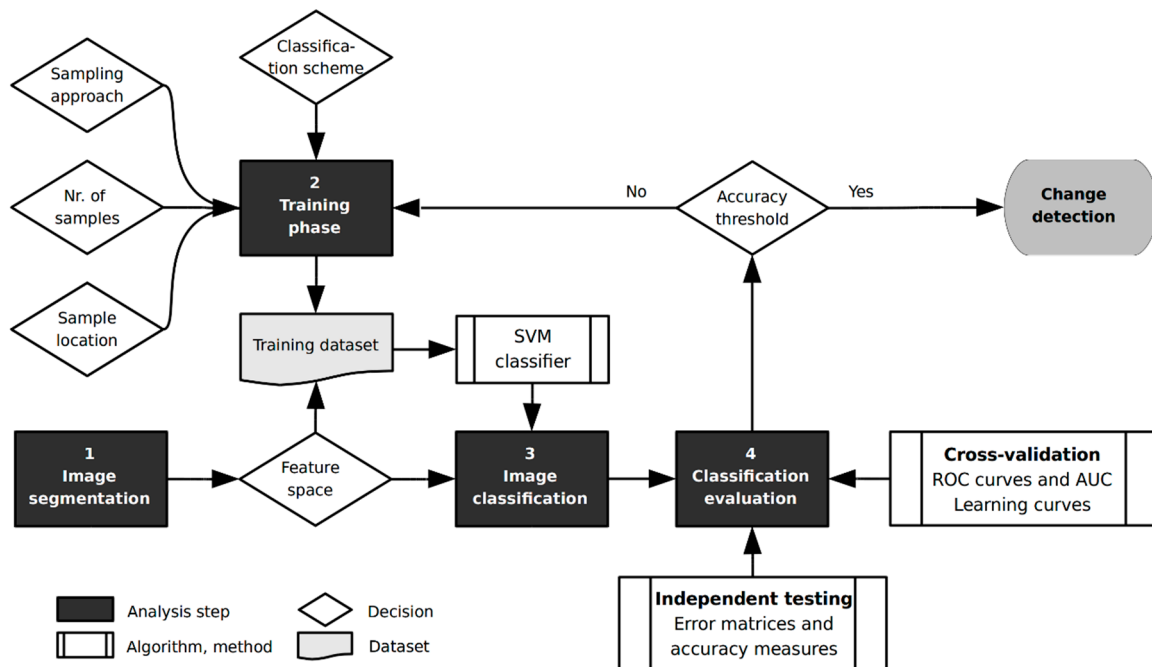 Classifica-
tion scheme
Sampling
approach
2
Training
phase
Nr. of
samples
No
Accuracy
threshold
Yes
Change
detection
Sample
location
Training dataset
SVM
classifier
1
Image
segmentation
Feature
space
3
Image
classification
4
Classification
evaluation
Cross-validation
ROC curves and AUC
Learning curves
Independent testing
Error matrices and
accuracy measures
Analysis step
Decision
Algorithm, method
Dataset